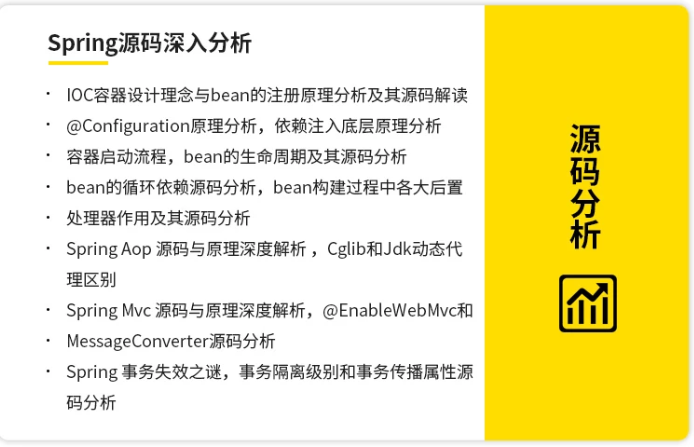 Spring源码深入分析
· IOC容器设计理念与bean的注册原理分析及其源码解读
· @Configuration原理分析，依赖注入底层原理分析
· 容器启动流程，bean的生命周期及其源码分析
· bean的循环依赖源码分析，bean构建过程中各大后置
· 处理器作用及其源码分析
· Spring Aop 源码与原理深度解析 ，Cglib和Jdk动态代
理区别
· Spring Mvc 源码与原理深度解析，@EnableWebMvc和
· MessageConverter源码分析
· Spring 事务失效之谜，事务隔离级别和事务传播属性源
码分析
源码分析